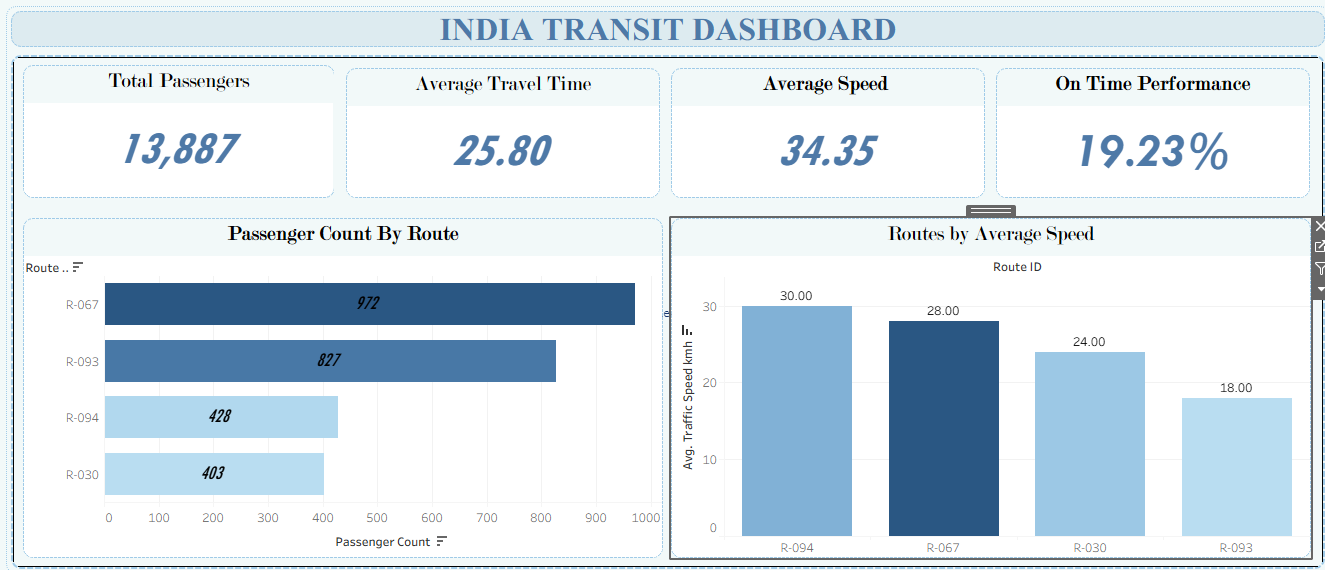 INDIA TRANSIT DASHBOARD
Total Passengers
13,887
Average Travel Time
25.80
Average Speed
34.35
On Time Performance
19.23%
Passenger Count By Route
Route ..
R-067
972
R-093
827
R-094
428
R-030
403
0 100 200 300 400 500 600 700 800 900 1000
Passenger Count
Routes by Average Speed
Route ID
Avg. Traffic Speed kmh
30
20
10
0
30.00
28.00
24.00
18.00
R-094 R-067 R-030 R-093